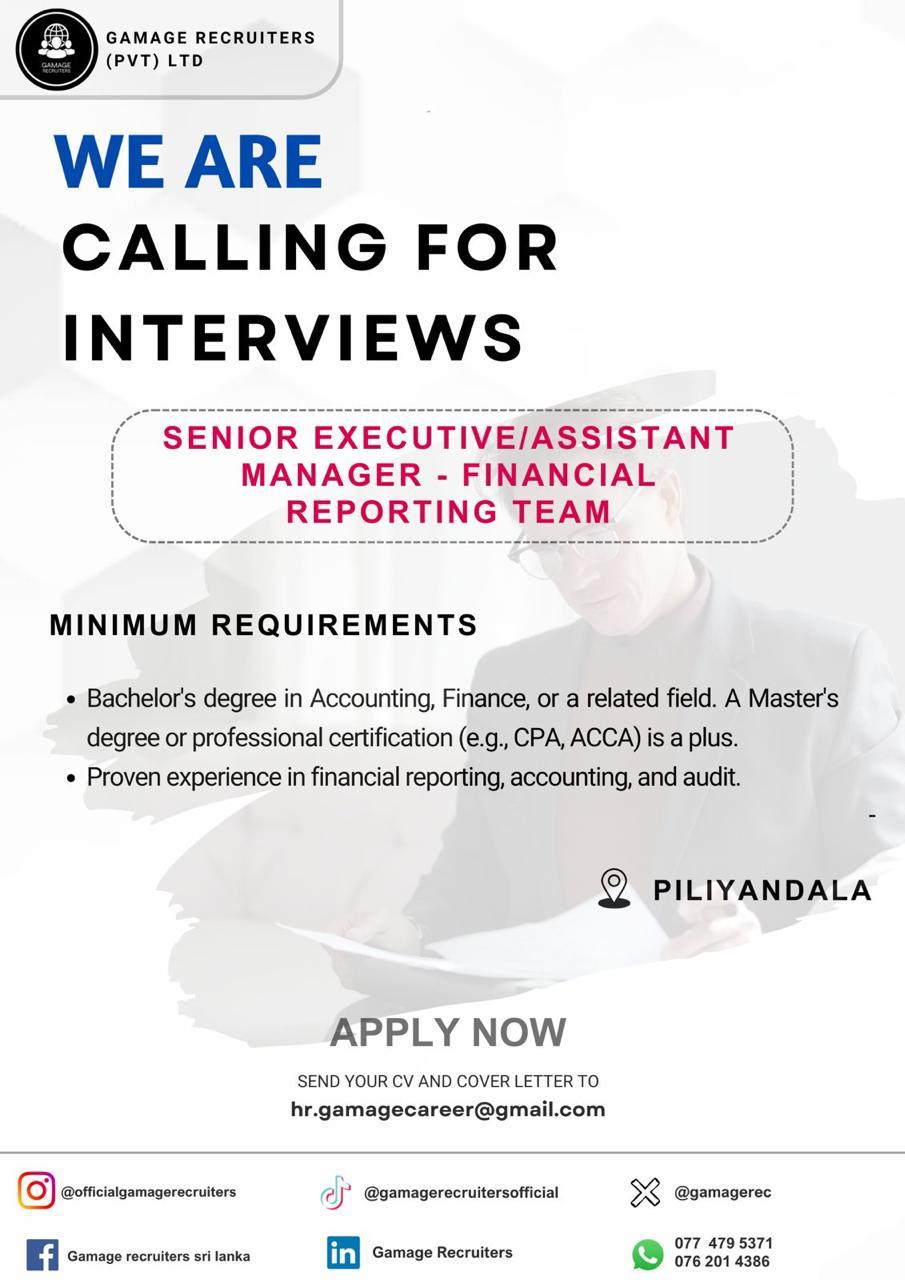 GAMAGE RECRUITERS
(PVT) LTD
GAMAGE
RECRUITERS
WE ARE
CALLING FOR
INTERVIEWS
SENIOR EXECUTIVE/ASSISTANT
MANAGER - FINANCIAL
REPORTING TEAM
MINIMUM REQUIREMENTS
• Bachelor's degree in Accounting, Finance, or a related field. A Master's
degree or professional certification (e.g., CPA, ACCA) is a plus.
• Proven experience in financial reporting, accounting, and audit.
-
PILIYANDALA
APPLY NOW
SEND YOUR CV AND COVER LETTER TO
hr.gamagecareer@gmail.com
@officialgamagerecruiters
@gamagerecruitersofficial
@gamagerec
Gamage recruiters sri lanka
Gamage Recruiters
077 479 5371
076 201 4386